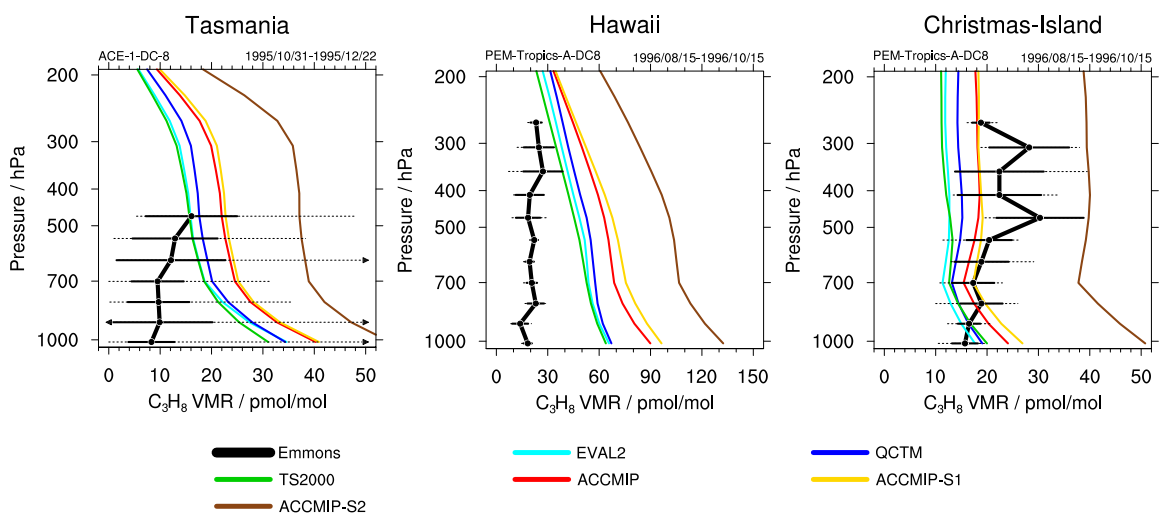 Tasmania
ACE-1-DC-8 1995/10/31-1995/12/22
200
300
400
500
700
1000
Pressure / hPa
0 10 20 30 40 50
C₃H₈ VMR / pmol/mol
Hawaii
PEM-Tropics-A-DC8 1996/08/15-1996/10/15
200
300
400
500
700
1000
Pressure / hPa
0 30 60 90 120 150
C₃H₈ VMR / pmol/mol
Christmas-Island
PEM-Tropics-A-DC8 1996/08/15-1996/10/15
200
300
400
500
700
1000
Pressure / hPa
0 10 20 30 40 50
C₃H₈ VMR / pmol/mol
Emmons EVAL2 QCTM
TS2000 ACCMIP ACCMIP-S1
ACCMIP-S2